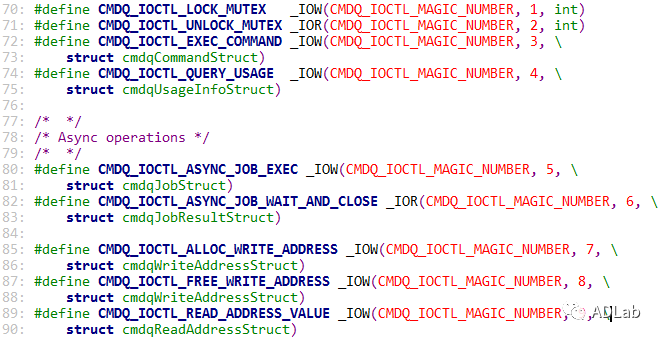 70: #define CMDQ_IOCTL_LOCK_MUTEX _IOW(CMDQ_IOCTL_MAGIC_NUMBER, 1, int)
71: #define CMDQ_IOCTL_UNLOCK_MUTEX _IOR(CMDQ_IOCTL_MAGIC_NUMBER, 2, int)
72: #define CMDQ_IOCTL_EXEC_COMMAND _IOW(CMDQ_IOCTL_MAGIC_NUMBER, 3, \
73: struct cmdqCommandStruct)
74: #define CMDQ_IOCTL_QUERY_USAGE _IOW(CMDQ_IOCTL_MAGIC_NUMBER, 4, \
75: struct cmdqUsageInfoStruct)
76:
77: /* */
78: /* Async operations */
79: /* */
80: #define CMDQ_IOCTL_ASYNC_JOB_EXEC _IOW(CMDQ_IOCTL_MAGIC_NUMBER, 5, \
81: struct cmdqJobStruct)
82: #define CMDQ_IOCTL_ASYNC_JOB_WAIT_AND_CLOSE _IOR(CMDQ_IOCTL_MAGIC_NUMBER, 6, \
83: struct cmdqJobResultStruct)
84:
85: #define CMDQ_IOCTL_ALLOC_WRITE_ADDRESS _IOW(CMDQ_IOCTL_MAGIC_NUMBER, 7, \
86: struct cmdqWriteAddressStruct)
87: #define CMDQ_IOCTL_FREE_WRITE_ADDRESS _IOW(CMDQ_IOCTL_MAGIC_NUMBER, 8, \
88: struct cmdqWriteAddressStruct)
89: #define CMDQ_IOCTL_READ_ADDRESS_VALUE _IOW(CMDQ_IOCTL_MAGIC_NUMBER, , \
90: struct cmdqReadAddressStruct)
ADLab